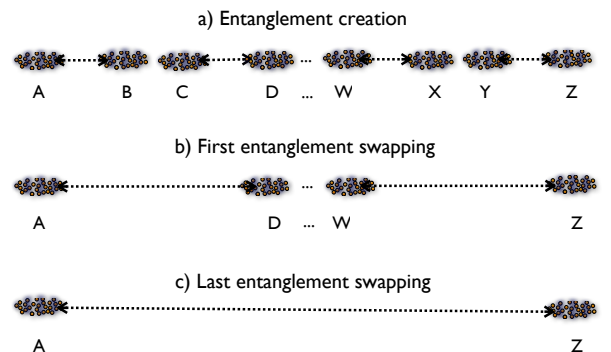 a) Entanglement creation
...
A B C D ... W X Y Z
b) First entanglement swapping
...
A D ... W Z
c) Last entanglement swapping
A Z